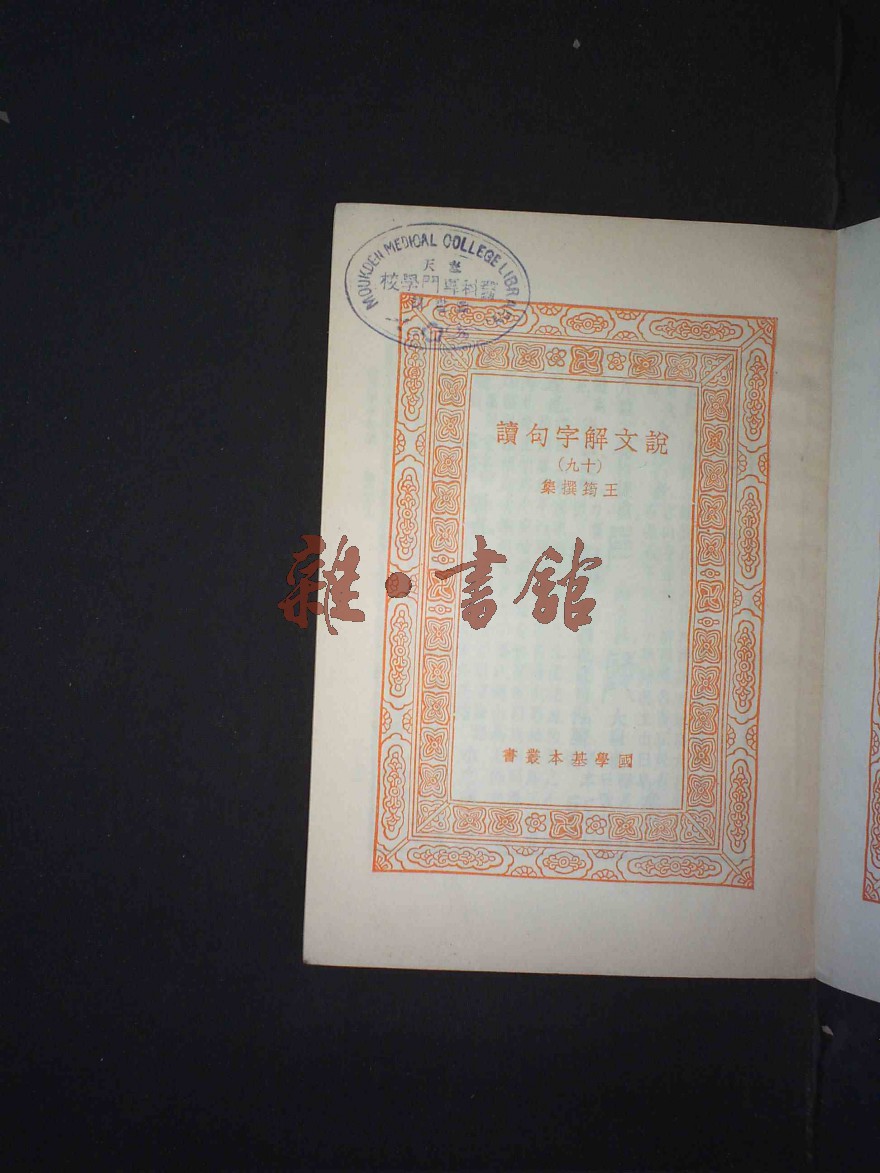 MOUKDEN MEDICAL COLLEGE LIBRARY
奉天
醫科專門學校
說文解字句讀
(十九)
王筠撰集
雜·書館
國學基本叢書